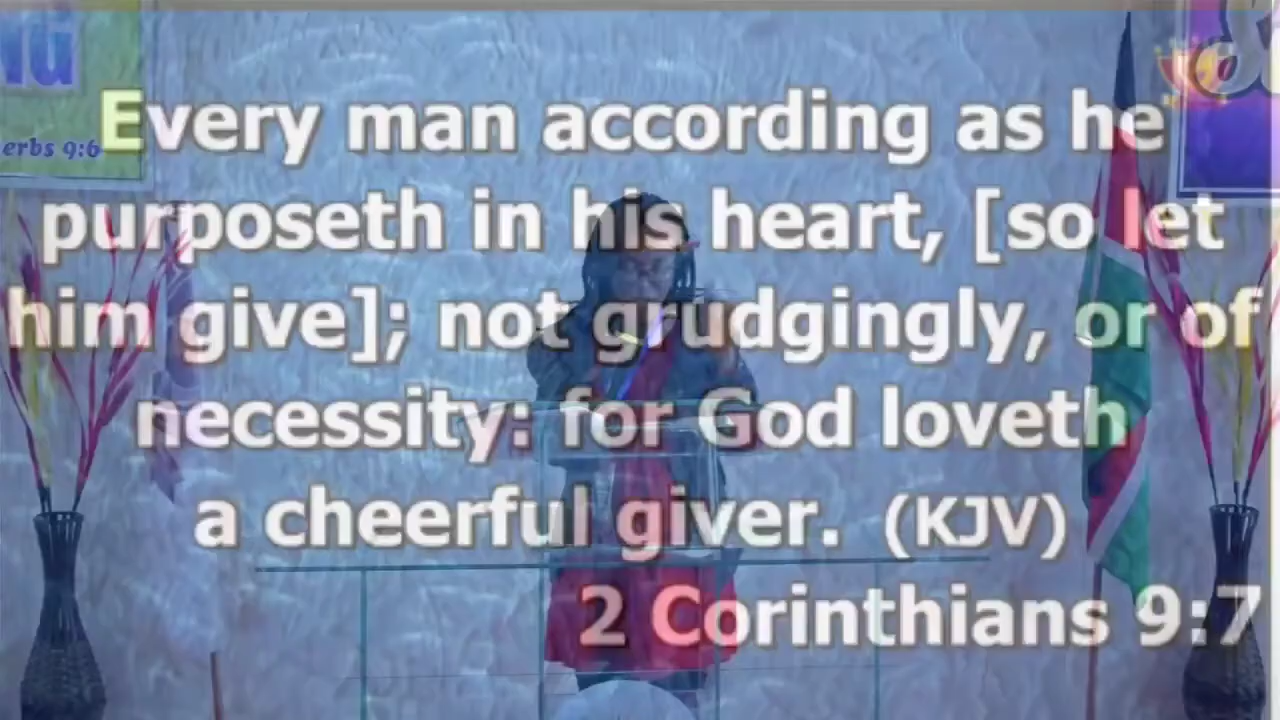 Every man according as he
purposeth in his heart, [so let
him give]; not grudgingly, or of
necessity: for God loveth
a cheerful giver. (KJV)
2 Corinthians 9:7
erbs 9:6